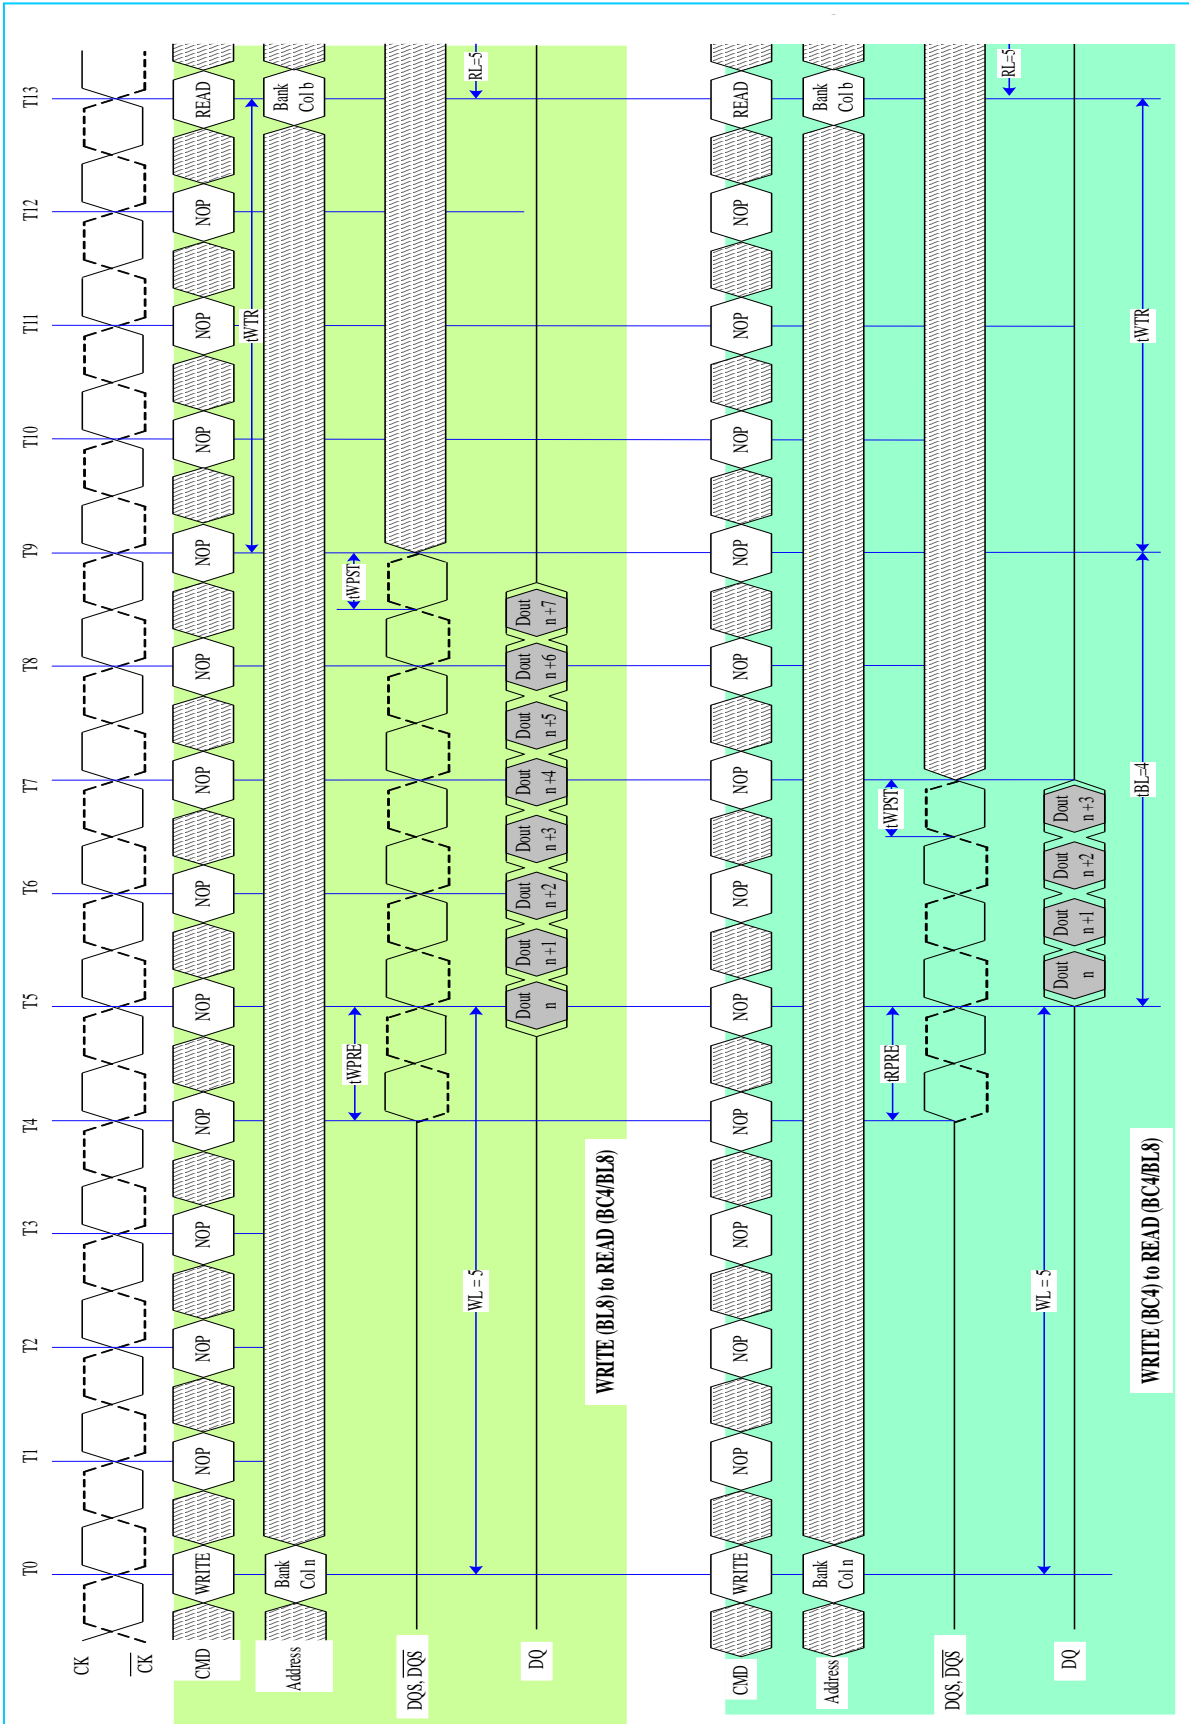 T0 T1 T2 T3 T4 T5 T6 T7 T8 T9 T10 T11 T12 T13
CK
CK
CMD WRITE NOP NOP NOP NOP NOP NOP NOP NOP NOP NOP NOP NOP READ
tWTR
Address Bank Col n Bank Col b
tWPRE tWPST
DQS, DQS
WL = 5 RL=5
DQ Dout n Dout n+1 Dout n+2 Dout n+3 Dout n+4 Dout n+5 Dout n+6 Dout n+7
WRITE (BL8) to READ (BC4/BL8)
CMD WRITE NOP NOP NOP NOP NOP NOP NOP NOP NOP NOP NOP NOP READ
Address Bank Col n Bank Col b
tRPRE tWPST
DQS, DQS
WL = 5 RL=5
DQ Dout n Dout n+1 Dout n+2 Dout n+3
tBL=4 tWTR
WRITE (BC4) to READ (BC4/BL8)